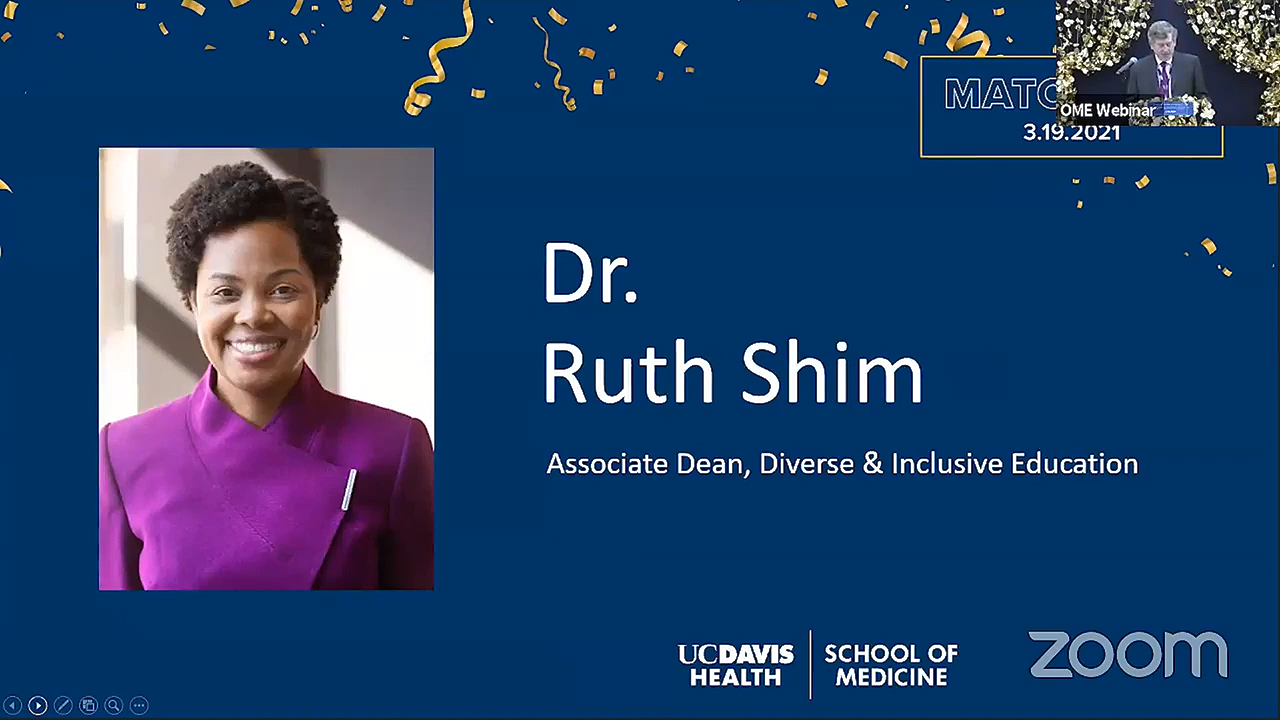 MATC
OME Webinar
3.19.2021
Dr.
Ruth Shim
Associate Dean, Diverse & Inclusive Education
UCDAVIS
HEALTH
SCHOOL OF
MEDICINE
zoom